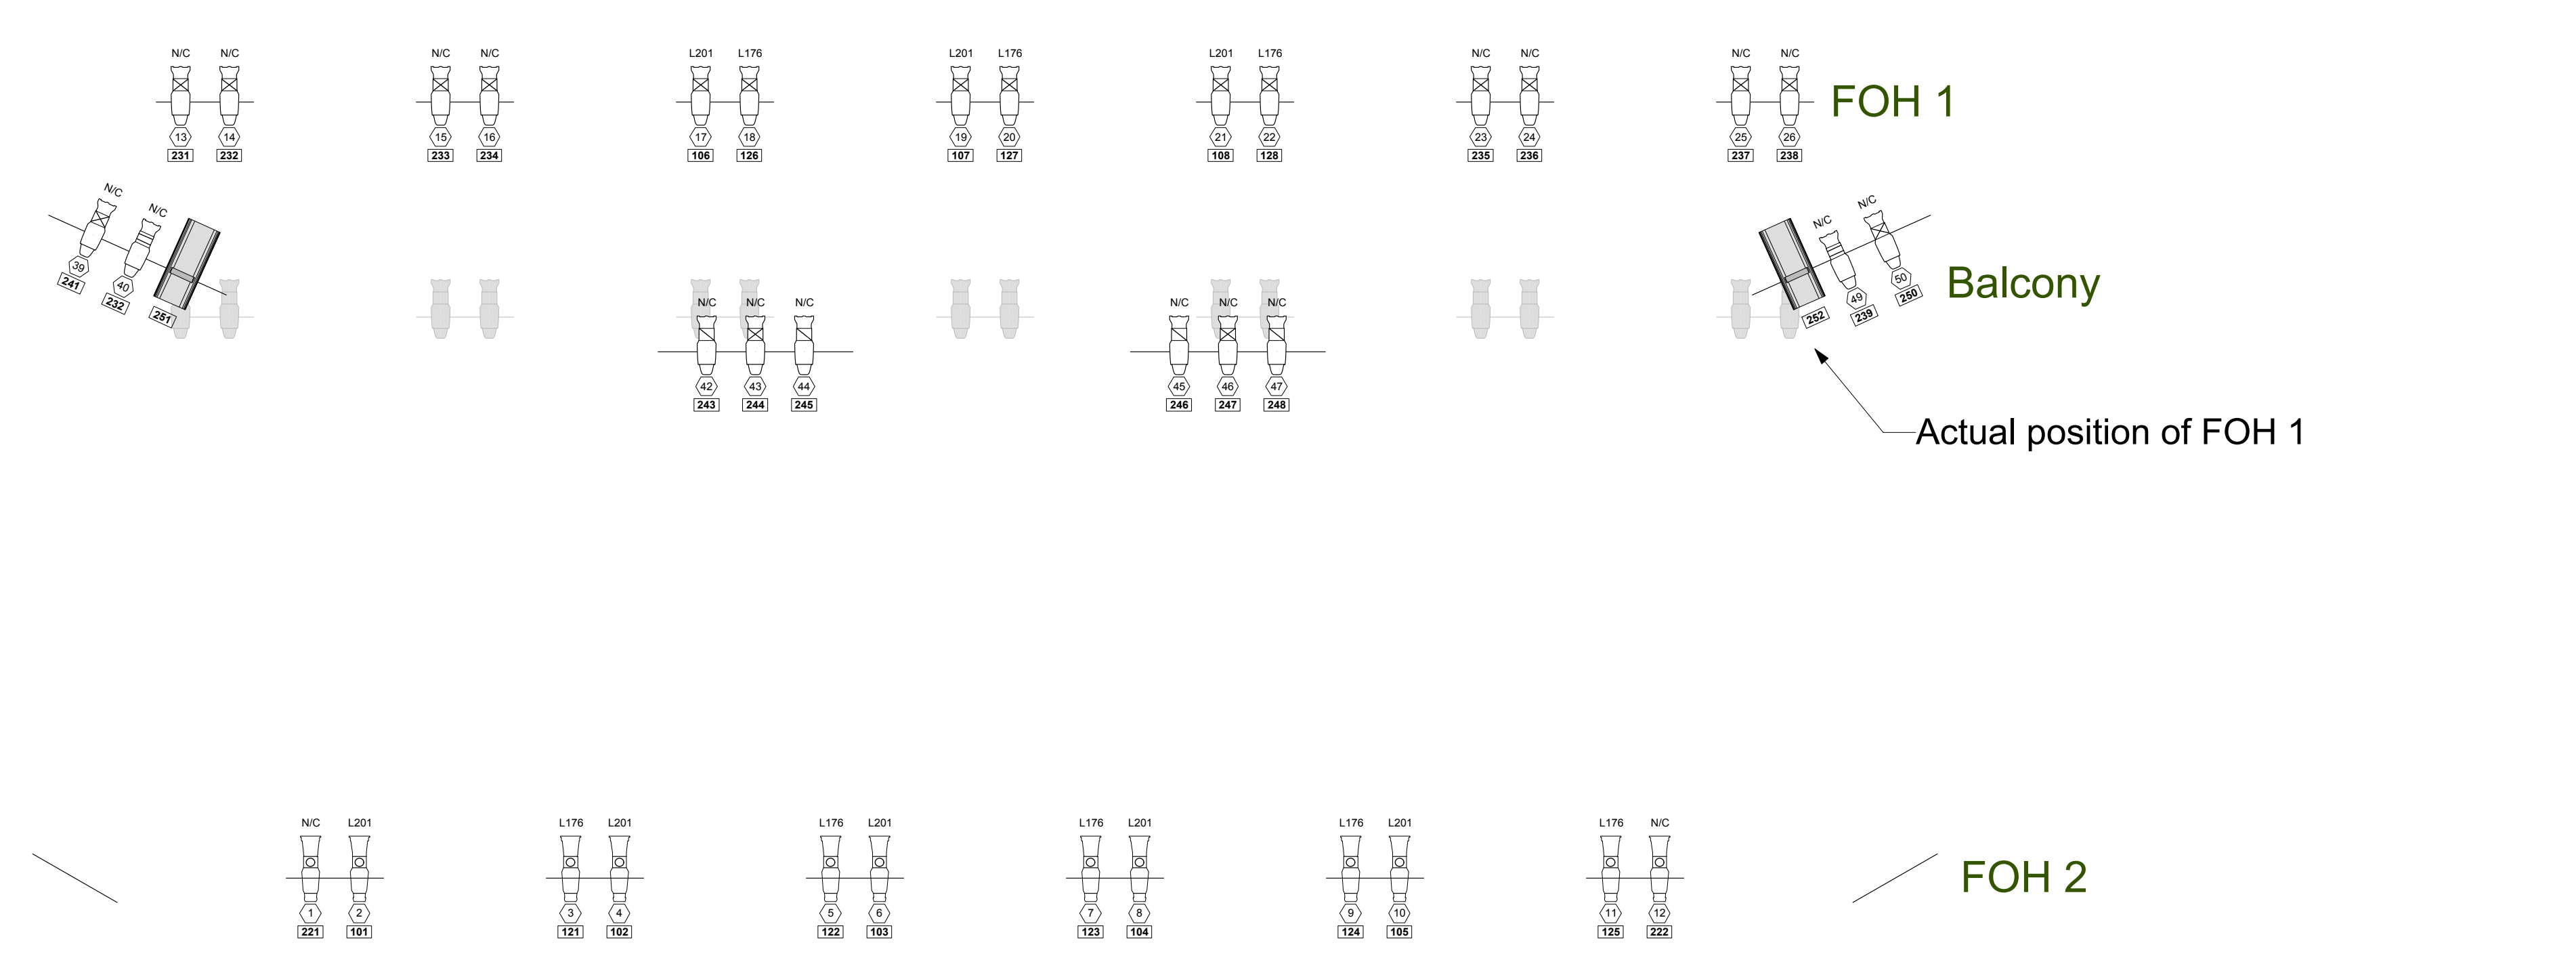 N/C N/C N/C N/C L201 L176 L201 L176 L201 L176 N/C N/C N/C N/C
FOH 1
13 14 15 16 17 18 19 20 21 22 23 24 25 26
231 232 233 234 106 126 107 127 108 128 235 236 237 238
N/C N/C N/C N/C
39 40 49 50
241 232 251 252 239 250
Balcony
N/C N/C N/C N/C N/C N/C
42 43 44 45 46 47
243 244 245 246 247 248
Actual position of FOH 1
N/C L201 L176 L201 L176 L201 L176 L201 L176 L201 L176 N/C
FOH 2
1 2 3 4 5 6 7 8 9 10 11 12
221 101 121 102 122 103 123 104 124 105 125 222